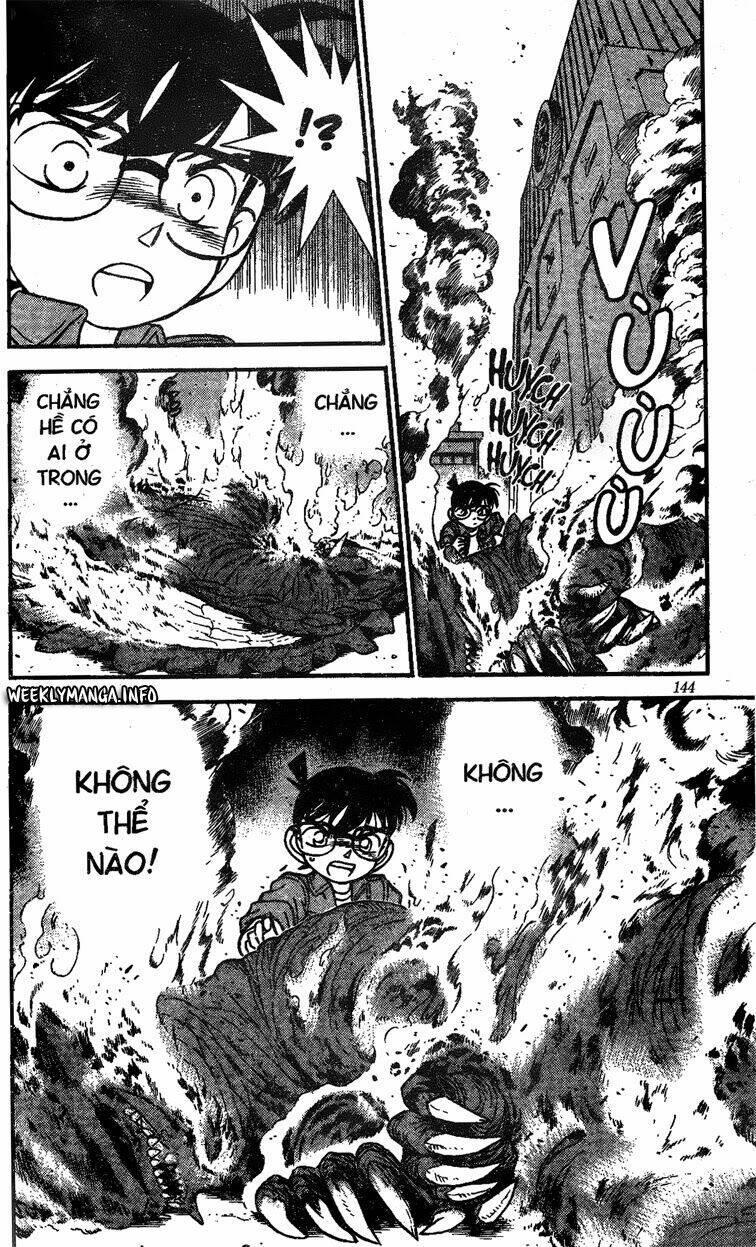 VÙÙÙ
HUỴCH
HUỴCH
HUỴCH
!?
CHẲNG
...
CHẲNG
HỀ CÓ
AI Ở
TRONG
...
WEEKLYMANGA.INFO
144
KHÔNG
...
KHÔNG
THỂ
NÀO!